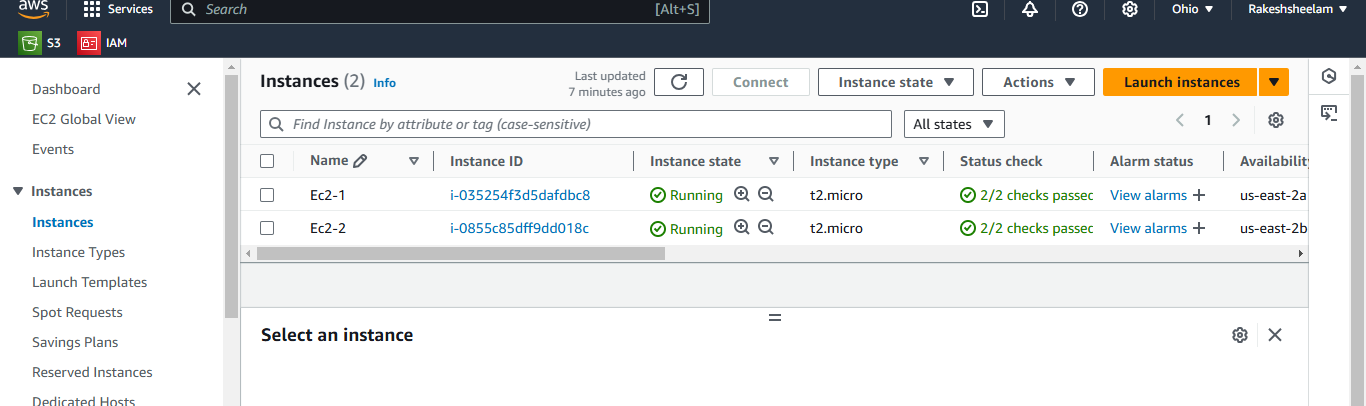 aws Services Search [Alt+S] Ohio Rakeshsheelam
S3 IAM
Dashboard
EC2 Global View
Events
Instances
Instances
Instance Types
Launch Templates
Spot Requests
Savings Plans
Reserved Instances
Dedicated Hosts
Instances (2) Info
Last updated
7 minutes ago
Connect Instance state Actions Launch instances
Find Instance by attribute or tag (case-sensitive) All states 1
Name Instance ID Instance state Instance type Status check Alarm status Availability
Ec2-1 i-035254f3d5dafdbc8 Running t2.micro 2/2 checks passed View alarms + us-east-2a
Ec2-2 i-0855c85dff9dd018c Running t2.micro 2/2 checks passed View alarms + us-east-2b
Select an instance